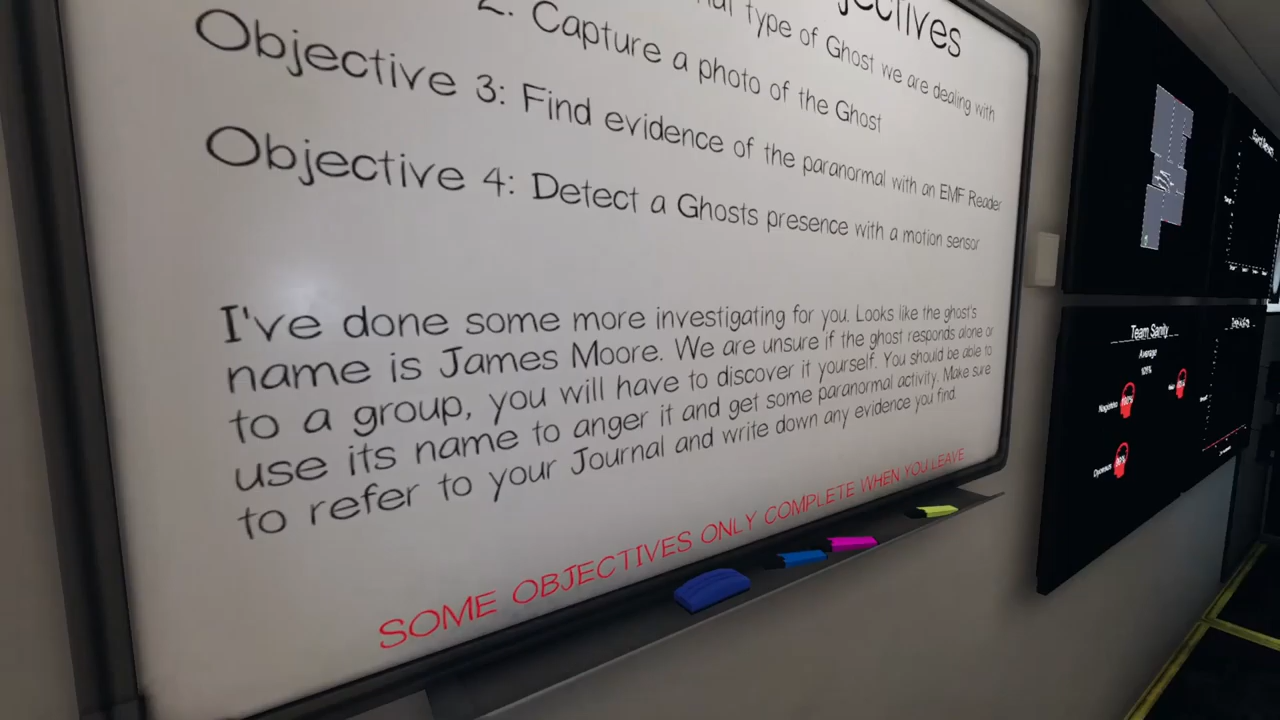 jectives
type of Ghost we are dealing with
2. Capture a photo of the Ghost
Objective 3: Find evidence of the paranormal with an EMF Reader
Objective 4: Detect a Ghosts presence with a motion sensor
I've done some more investigating for you. Looks like the ghost's
name is James Moore. We are unsure if the ghost responds alone or
to a group, you will have to discover it yourself. You should be able to
use its name to anger it and get some paranormal activity. Make sure
to refer to your Journal and write down any evidence you find.
SOME OBJECTIVES ONLY COMPLETE WHEN YOU LEAVE
Team Sanity
Average